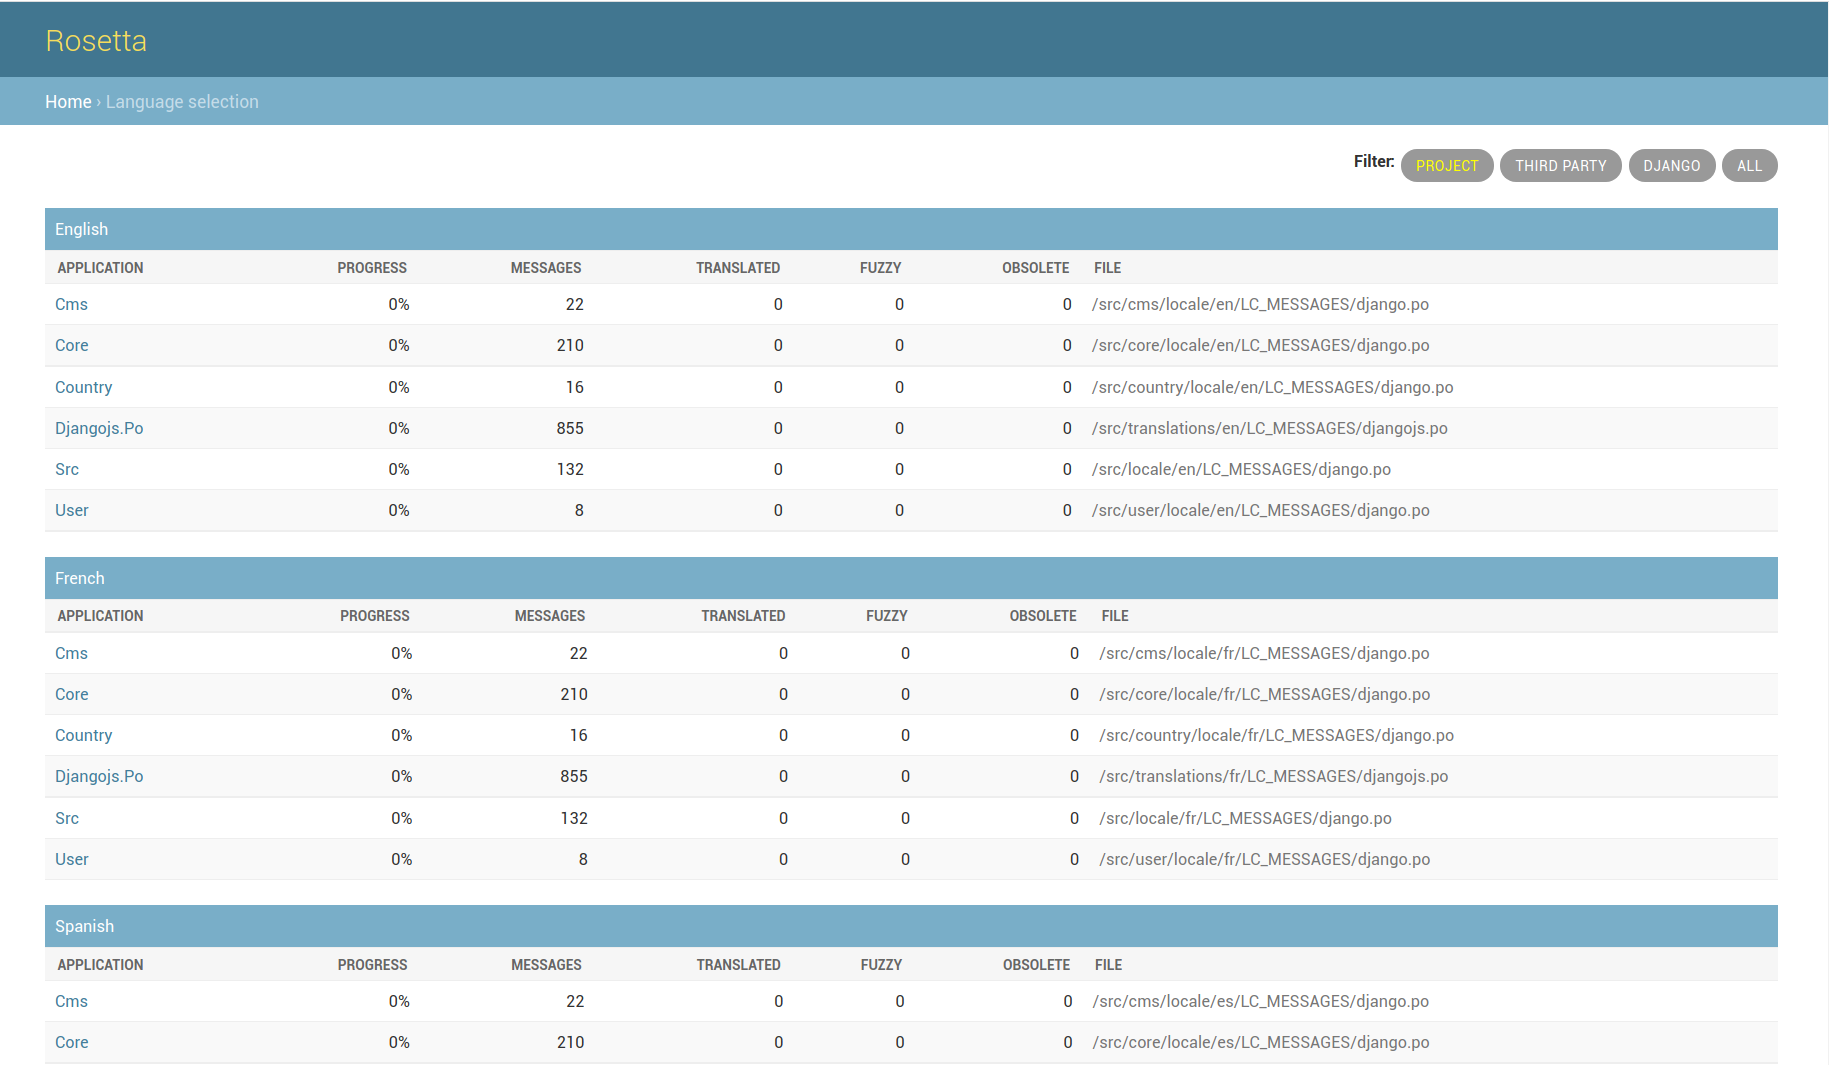 Rosetta
Home › Language selection
Filter: PROJECT THIRD PARTY DJANGO ALL
English
APPLICATION PROGRESS MESSAGES TRANSLATED FUZZY OBSOLETE FILE
Cms 0% 22 0 0 0 /src/cms/locale/en/LC_MESSAGES/django.po
Core 0% 210 0 0 0 /src/core/locale/en/LC_MESSAGES/django.po
Country 0% 16 0 0 0 /src/country/locale/en/LC_MESSAGES/django.po
Djangojs.Po 0% 855 0 0 0 /src/translations/en/LC_MESSAGES/djangojs.po
Src 0% 132 0 0 0 /src/locale/en/LC_MESSAGES/django.po
User 0% 8 0 0 0 /src/user/locale/en/LC_MESSAGES/django.po
French
APPLICATION PROGRESS MESSAGES TRANSLATED FUZZY OBSOLETE FILE
Cms 0% 22 0 0 0 /src/cms/locale/fr/LC_MESSAGES/django.po
Core 0% 210 0 0 0 /src/core/locale/fr/LC_MESSAGES/django.po
Country 0% 16 0 0 0 /src/country/locale/fr/LC_MESSAGES/django.po
Djangojs.Po 0% 855 0 0 0 /src/translations/fr/LC_MESSAGES/djangojs.po
Src 0% 132 0 0 0 /src/locale/fr/LC_MESSAGES/django.po
User 0% 8 0 0 0 /src/user/locale/fr/LC_MESSAGES/django.po
Spanish
APPLICATION PROGRESS MESSAGES TRANSLATED FUZZY OBSOLETE FILE
Cms 0% 22 0 0 0 /src/cms/locale/es/LC_MESSAGES/django.po
Core 0% 210 0 0 0 /src/core/locale/es/LC_MESSAGES/django.po